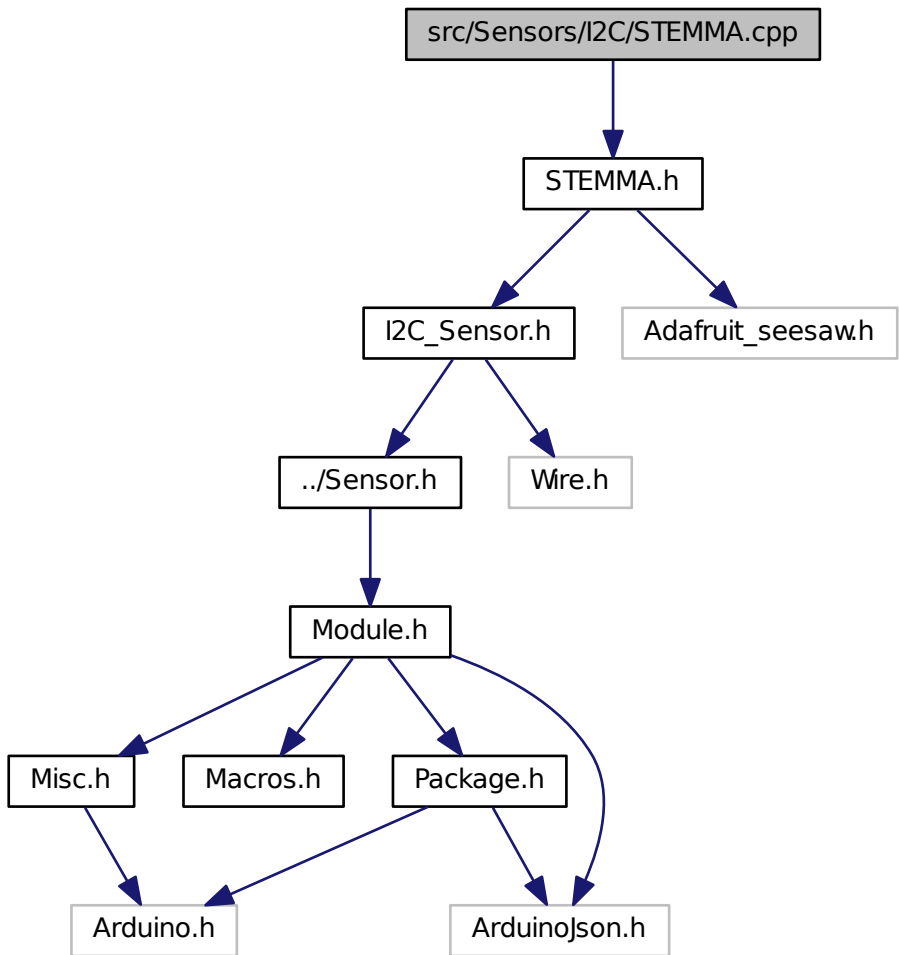 src/Sensors/I2C/STEMMA.cpp
STEMMA.h
I2C_Sensor.h
Adafruit_seesaw.h
../Sensor.h
Wire.h
Module.h
Misc.h
Macros.h
Package.h
Arduino.h
ArduinoJson.h